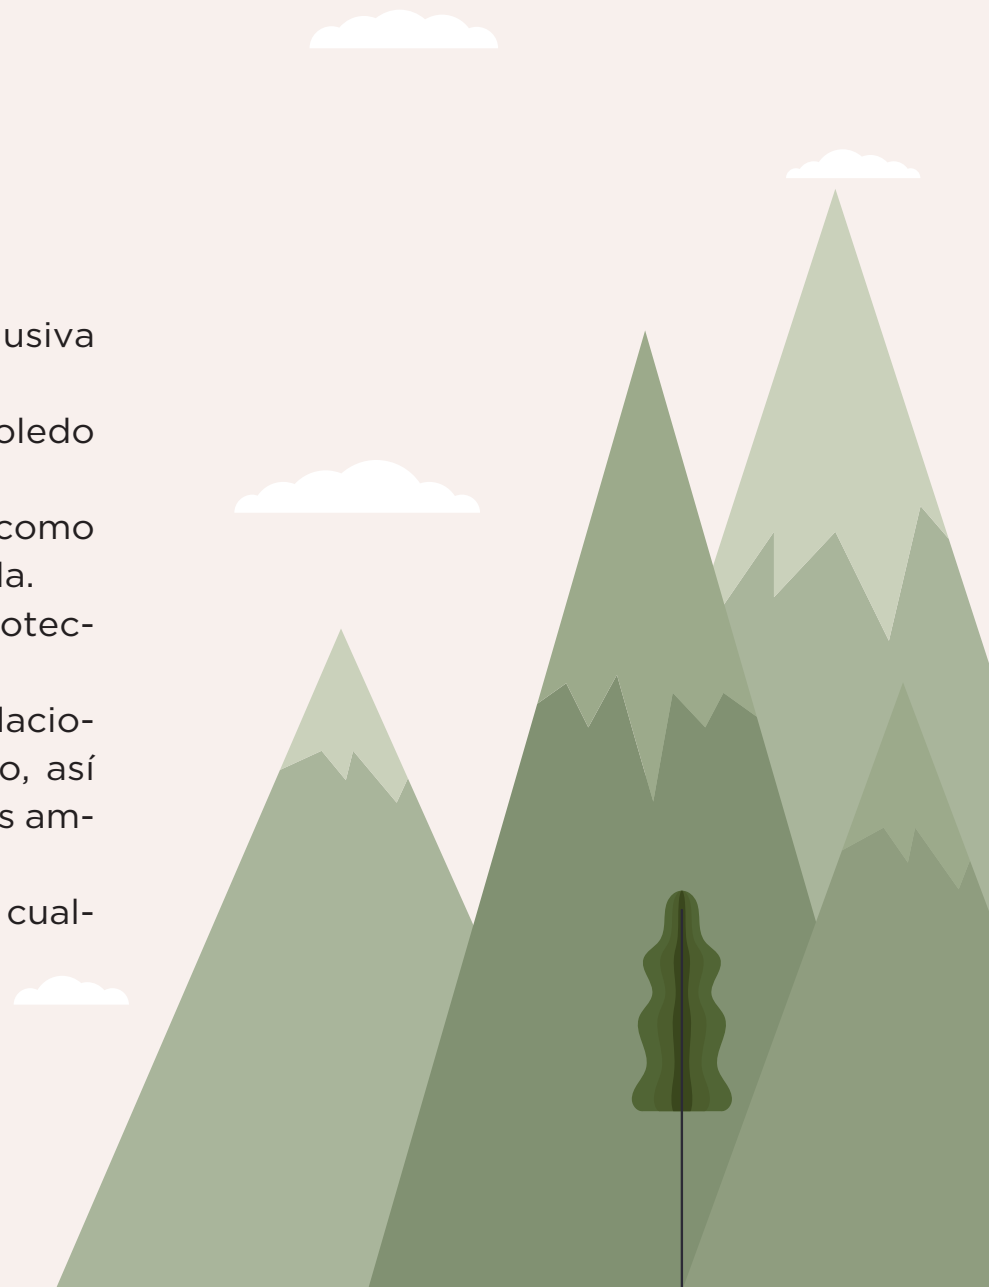 usiva
oledo
como
la.
otec-
lacio-
o, así
s am-
cual-